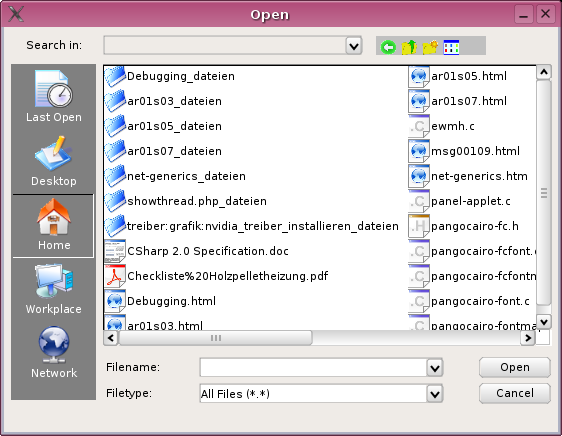 Open
Search in:
Last Open
Desktop
Home
Workplace
Network
Debugging_dateien
ar01s03_dateien
ar01s05_dateien
ar01s07_dateien
net-generics_dateien
showthread.php_dateien
treiber:grafik:nvidia_treiber_installieren_dateien
CSharp 2.0 Specification.doc
Checkliste%20Holzpelletheizung.pdf
Debugging.html
ar01s03.html
ar01s05.html
ar01s07.html
ewmh.c
msg00109.html
net-generics.htm
panel-applet.c
pangocairo-fc.h
pangocairo-fcfont.
pangocairo-fcfont
pangocairo-font.c
pangocairo-fontma
Filename:
Open
Filetype:
All Files (*.*)
Cancel